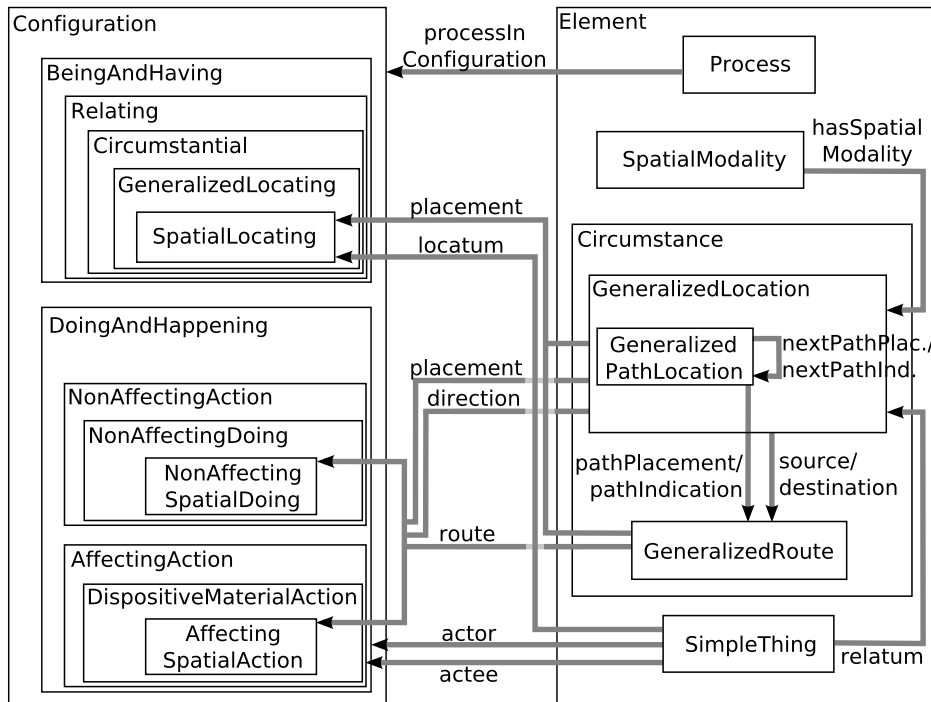 Configuration
BeingAndHaving
Relating
Circumstantial
GeneralizedLocating
SpatialLocating
DoingAndHappening
NonAffectingAction
NonAffectingDoing
NonAffecting
SpatialDoing
AffectingAction
DispositiveMaterialAction
Affecting
SpatialAction
processIn
Configuration
placement
locatum
placement
direction
route
actor
actee
Element
Process
SpatialModality
hasSpatial
Modality
Circumstance
GeneralizedLocation
Generalized
PathLocation
nextPathPlac./
nextPathInd.
pathPlacement/
pathIndication
source/
destination
GeneralizedRoute
SimpleThing
relatum